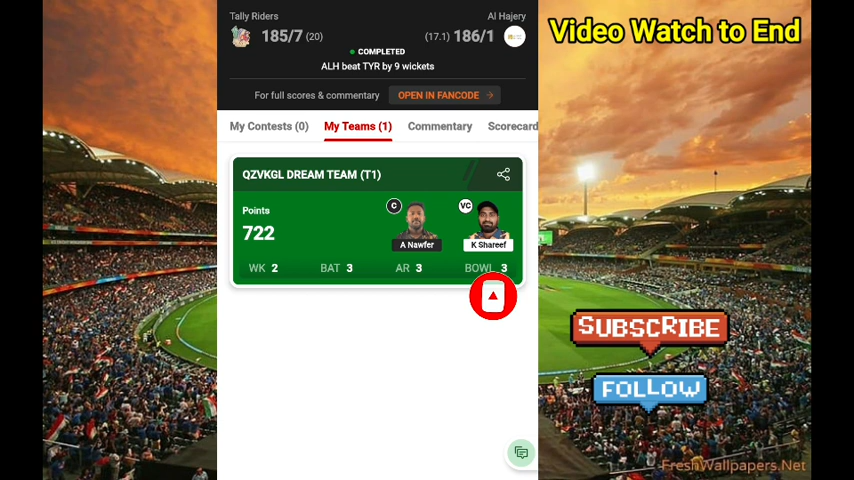 Tally Riders
Al Hajery
185/7 (20)
(17.1) 186/1
COMPLETED
ALH beat TYR by 9 wickets
For full scores & commentary
OPEN IN FANCODE
My Contests (0)
My Teams (1)
Commentary
Scorecard
QZVKGL DREAM TEAM (T1)
Points
722
C
VC
A Nawfer
K Shareef
WK 2
BAT 3
AR 3
BOWL 3
Video Watch to End
SUBSCRIBE
FOLLOW
FreshWallpapers.Net